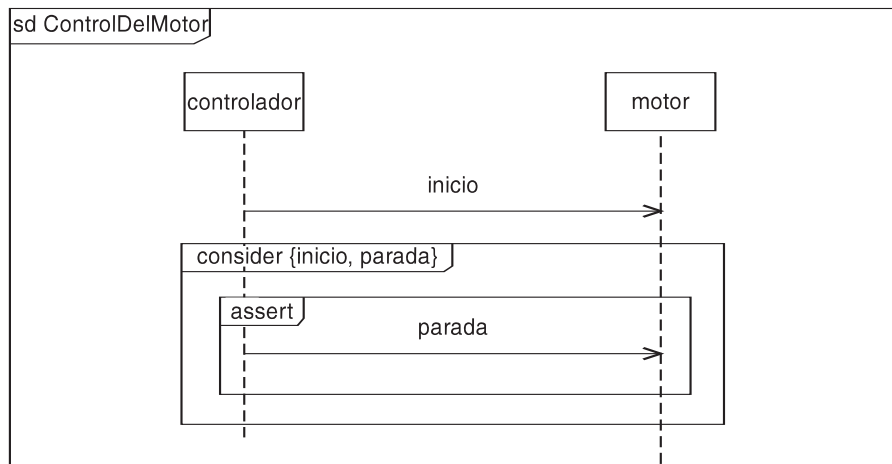 sd ControlDelMotor
controlador
motor
inicio
consider {inicio, parada}
assert
parada